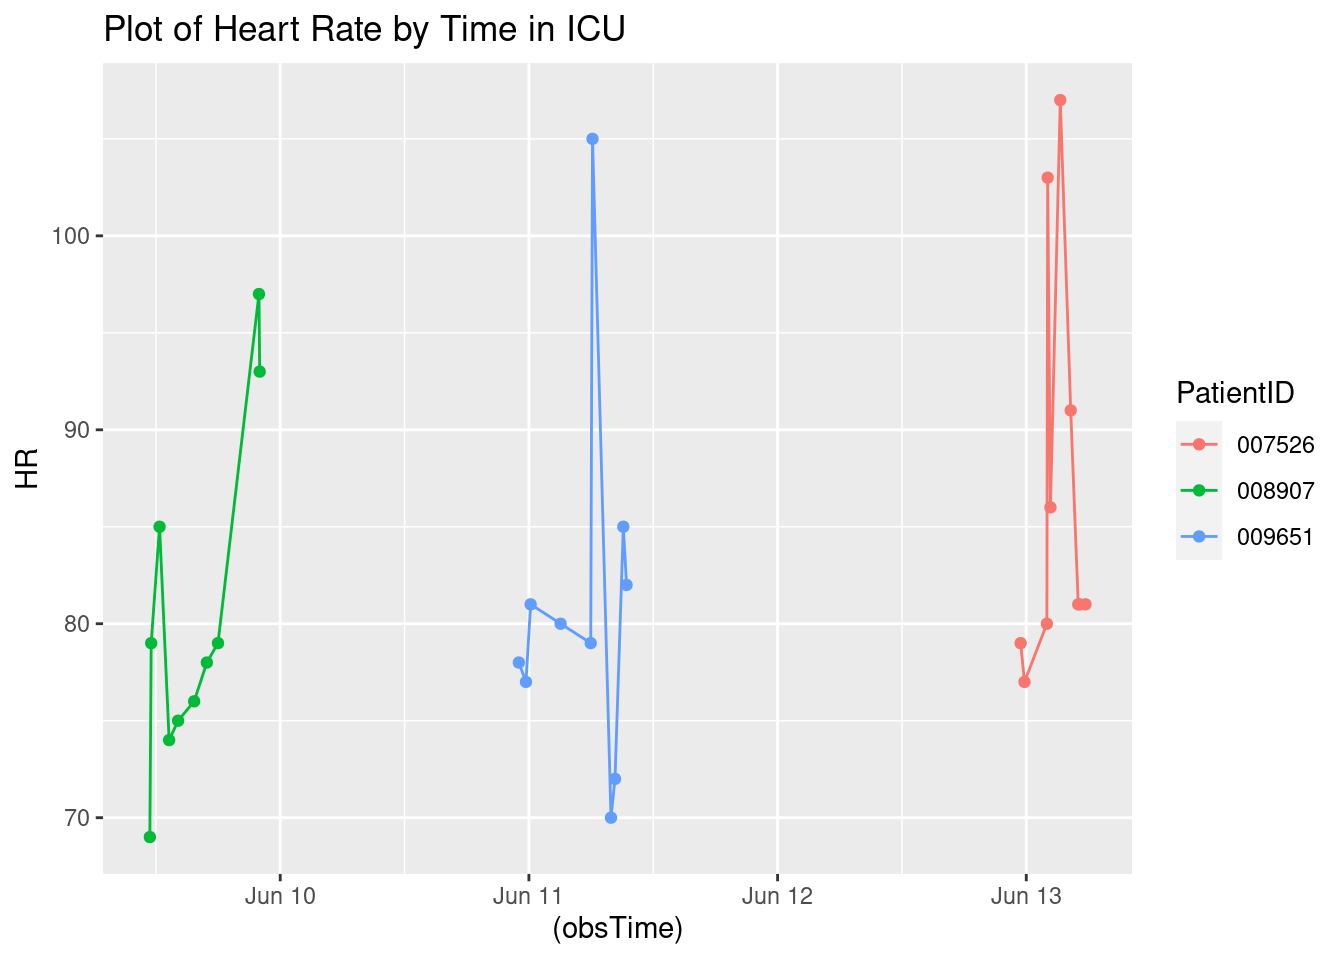 Plot of Heart Rate by Time in ICU
HR
100
90
80
70
Jun 10
Jun 11
Jun 12
Jun 13
(obsTime)
PatientID
007526
008907
009651